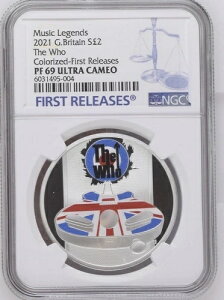 Music Legends
2021 G.Britain S£2
The Who
Colorized-First Releases
PF 69 ULTRA CAMEO
6031495-004
FIRST RELEASES®
NGC
The
WHO